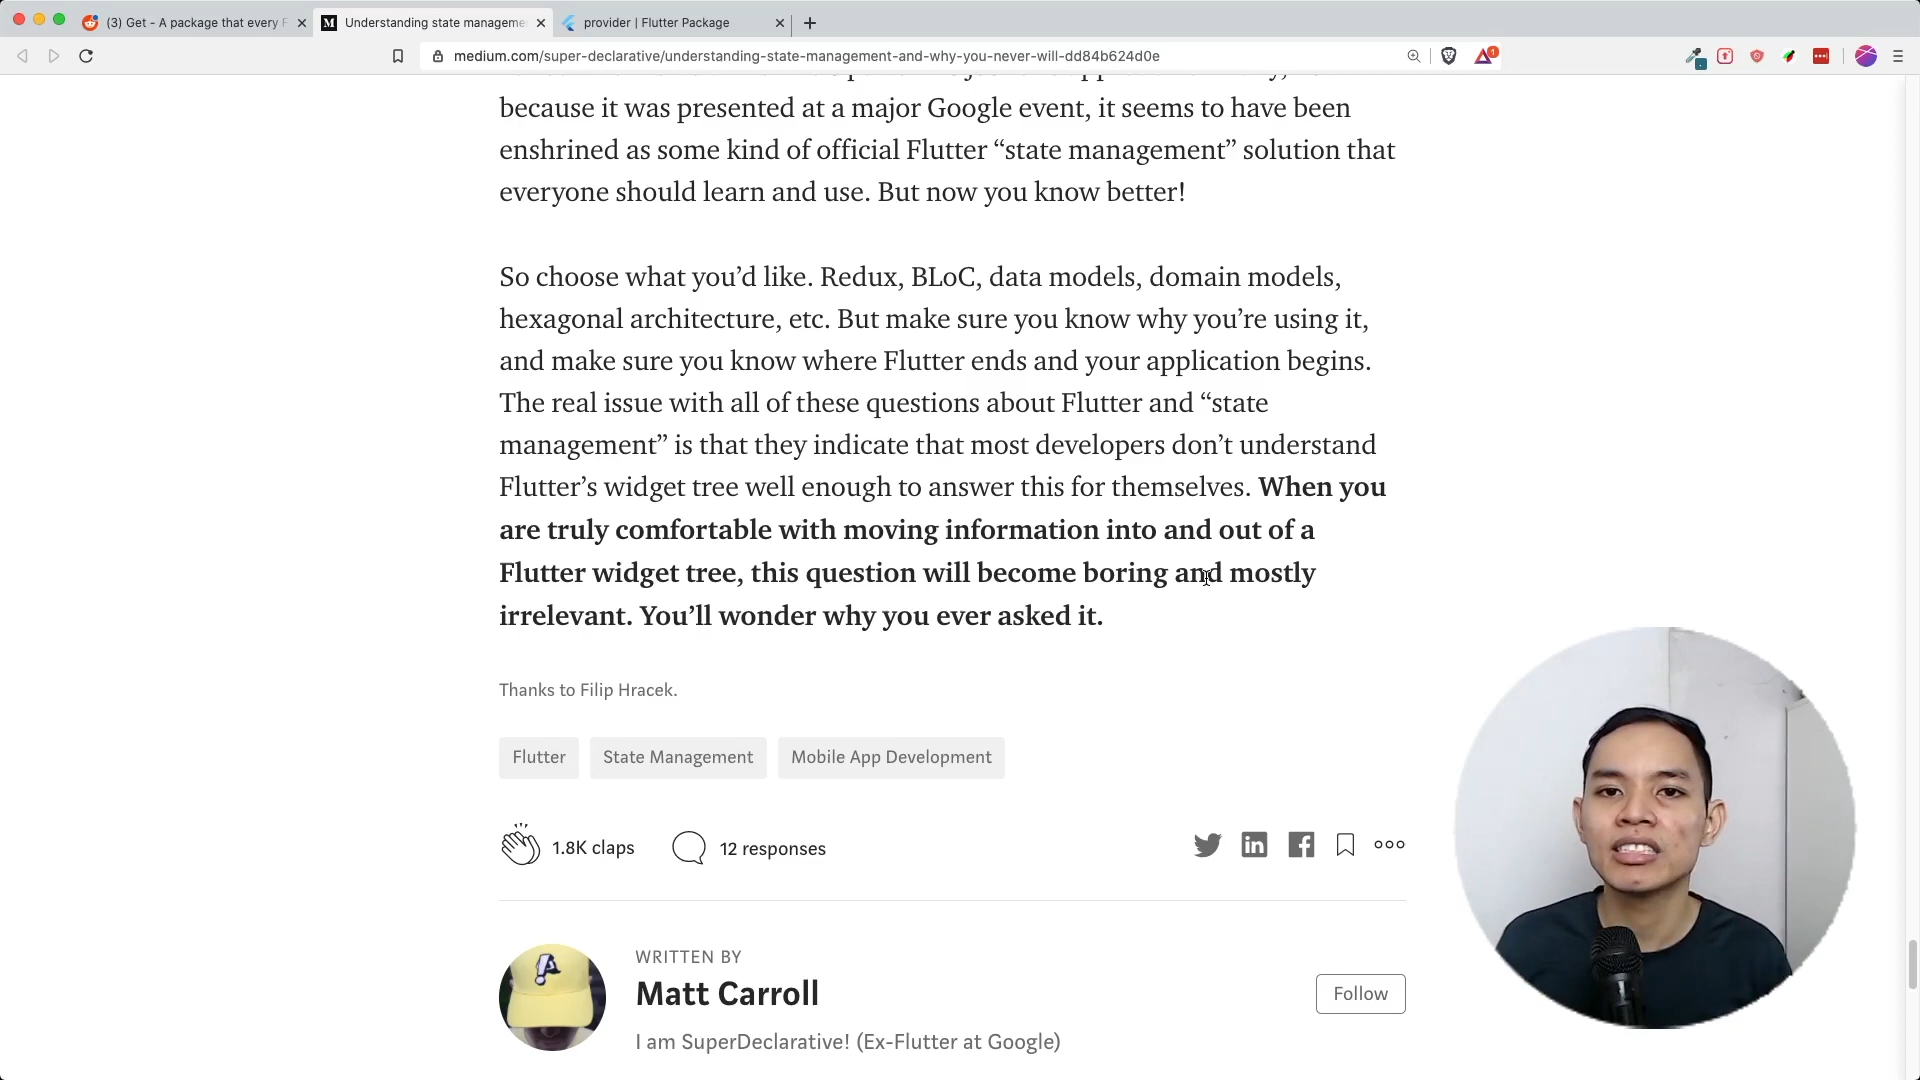 (3) Get - A package that every F
Understanding state manageme
provider | Flutter Package
medium.com/super-declarative/understanding-state-management-and-why-you-never-will-dd84b624d0e
1
because it was presented at a major Google event, it seems to have been
enshrined as some kind of official Flutter “state management” solution that
everyone should learn and use. But now you know better!
So choose what you’d like. Redux, BLoC, data models, domain models,
hexagonal architecture, etc. But make sure you know why you’re using it,
and make sure you know where Flutter ends and your application begins.
The real issue with all of these questions about Flutter and “state
management” is that they indicate that most developers don’t understand
Flutter’s widget tree well enough to answer this for themselves. When you
are truly comfortable with moving information into and out of a
Flutter widget tree, this question will become boring and mostly
irrelevant. You’ll wonder why you ever asked it.
Thanks to Filip Hracek.
Flutter State Management Mobile App Development
1.8K claps 12 responses
WRITTEN BY
Matt Carroll
Follow
I am SuperDeclarative! (Ex-Flutter at Google)